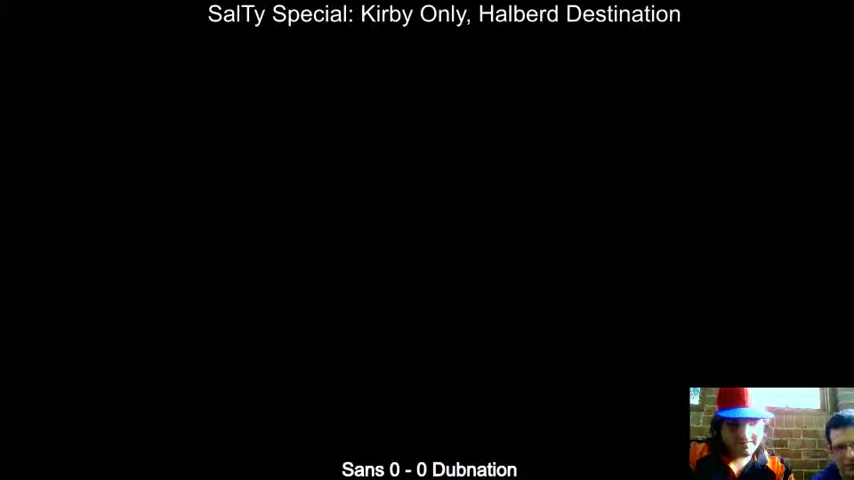 SalTy Special: Kirby Only, Halberd Destination
Sans 0 - 0 Dubnation